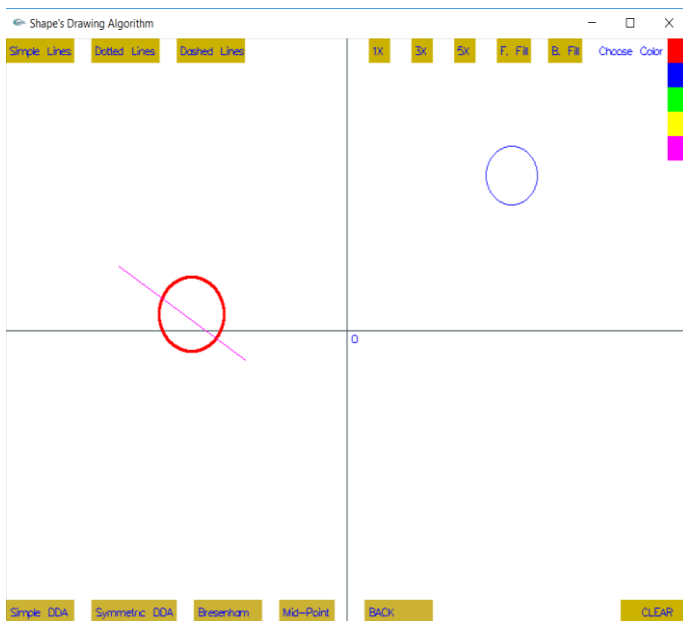 Shape's Drawing Algorithm
Simple Lines Dotted Lines Dashed Lines 1X 3X 5X F. Fill B. Fill Choose Color
0
Simple DDA Symmetric DDA Bresenham Mid-Point BACK CLEAR